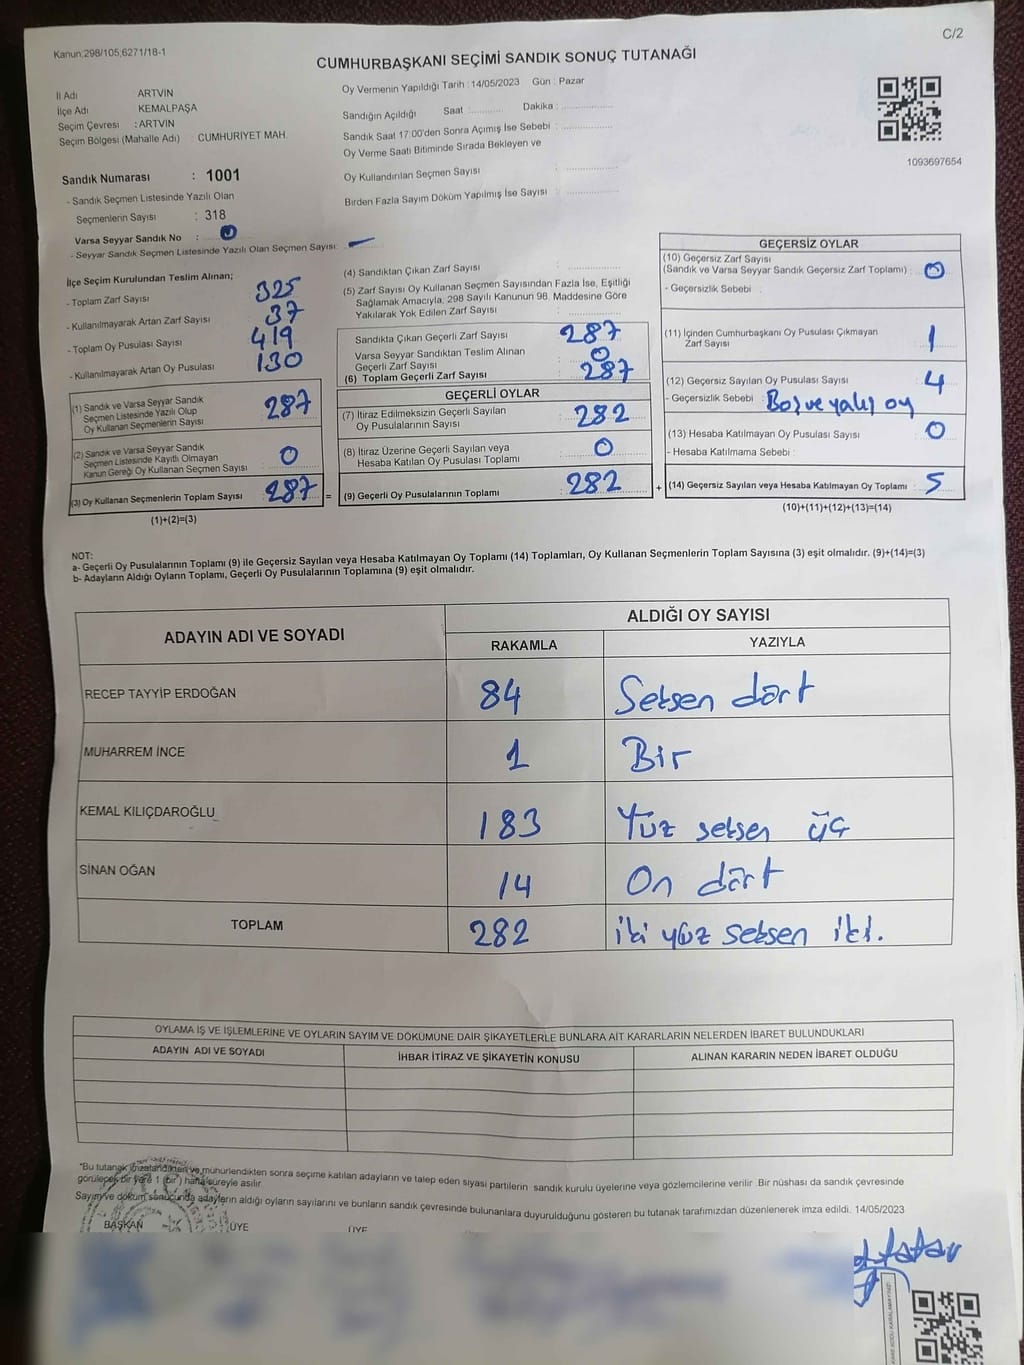 Kanun:298/105,6271/18-1
C/2
CUMHURBAŞKANI SEÇİMİ SANDIK SONUÇ TUTANAĞI
İl Adı ARTVIN
İlçe Adı KEMALPAŞA
Seçim Çevresi : ARTVIN
Seçim Bölgesi (Mahalle Adı) : CUMHURIYET MAH.
Sandık Numarası : 1001
- Sandık Seçmen Listesinde Yazılı Olan
Seçmenlerin Sayısı : 318
Varsa Seyyar Sandık No : 0
- Seyyar Sandık Seçmen Listesinde Yazılı Olan Seçmen Sayısı: –
Oy Vermenin Yapıldığı Tarih : 14/05/2023 Gün : Pazar
Sandığın Açıldığı Saat :.......... Dakika :................
Sandık Saat 17:00'den Sonra Açımış İse Sebebi :................
Oy Verme Saati Bitiminde Sırada Bekleyen ve
Oy Kullandırılan Seçmen Sayısı :................
Birden Fazla Sayım Döküm Yapılmış İse Sayısı :................
1093697654
İlçe Seçim Kurulundan Teslim Alınan;
- Toplam Zarf Sayısı 325
- Kullanılmayarak Artan Zarf Sayısı 37
- Toplam Oy Pusulası Sayısı 419
- Kullanılmayarak Artan Oy Pusulası 130
(1) Sandık ve Varsa Seyyar Sandık
Seçmen Listesinde Yazılı Olup
Oy Kullanan Seçmenlerin Sayısı 287
(2) Sandık ve Varsa Seyyar Sandık
Seçmen Listesinde Kayıtlı Olmayan
Kanun Gereği Oy Kullanan Seçmen Sayısı 0
(3) Oy Kullanan Seçmenlerin Toplam Sayısı : 287 =
(1)+(2)=(3)
(4) Sandıktan Çıkan Zarf Sayısı :................
(5) Zarf Sayısı Oy Kullanan Seçmen Sayısından Fazla İse, Eşitliği
Sağlamak Amacıyla, 298 Sayılı Kanunun 98. Maddesine Göre
Yakılarak Yok Edilen Zarf Sayısı :................
Sandıkta Çıkan Geçerli Zarf Sayısı 287
Varsa Seyyar Sandıktan Teslim Alınan
Geçerli Zarf Sayısı : 0
(6) Toplam Geçerli Zarf Sayısı : 287
GEÇERLİ OYLAR
(7) İtiraz Edilmeksizin Geçerli Sayılan
Oy Pusulalarının Sayısı : 282
(8) İtiraz Üzerine Geçerli Sayılan veya
Hesaba Katılan Oy Pusulası Toplamı : 0
(9) Geçerli Oy Pusulalarının Toplamı : 282 +
GEÇERSİZ OYLAR
(10) Geçersiz Zarf Sayısı
(Sandık ve Varsa Seyyar Sandık Geçersiz Zarf Toplamı) : 0
- Geçersizlik Sebebi :
(11) İçinden Cumhurbaşkanı Oy Pusulası Çıkmayan
Zarf Sayısı : 1
(12) Geçersiz Sayılan Oy Pusulası Sayısı : 4
- Geçersizlik Sebebi : Boş ve yalış oy
(13) Hesaba Katılmayan Oy Pusulası Sayısı : 0
- Hesaba Katılmama Sebebi :
(14) Geçersiz Sayılan veya Hesaba Katılmayan Oy Toplamı : 5
(10)+(11)+(12)+(13)=(14)
NOT:
a- Geçerli Oy Pusulalarının Toplamı (9) ile Geçersiz Sayılan veya Hesaba Katılmayan Oy Toplamı (14) Toplamları, Oy Kullanan Seçmenlerin Toplam Sayısına (3) eşit olmalıdır. (9)+(14)=(3)
b- Adayların Aldığı Oyların Toplamı, Geçerli Oy Pusulalarının Toplamına (9) eşit olmalıdır.
ADAYIN ADI VE SOYADI ALDIĞI OY SAYISI
RAKAMLA YAZIYLA
RECEP TAYYİP ERDOĞAN 84 Seksen dört
MUHARREM İNCE 1 Bir
KEMAL KILIÇDAROĞLU 183 Yüz seksen üç
SİNAN OĞAN 14 On dört
TOPLAM 282 iki yüz seksen iki.
OYLAMA İŞ VE İŞLEMLERİNE VE OYLARIN SAYIM VE DÖKÜMÜNE DAİR ŞİKAYETLERLE BUNLARA AİT KARARLARIN NELERDEN İBARET BULUNDUKLARI
ADAYIN ADI VE SOYADI İHBAR İTİRAZ VE ŞİKAYETİN KONUSU ALINAN KARARIN NEDEN İBARET OLDUĞU
"Bu tutanak imzalandıktan ve mühürlendikten sonra seçime katılan adayların ve talep eden siyasi partilerin sandık kurulu üyelerine veya gözlemcilerine verilir. Bir nüshası da sandık çevresinde
görülecek bir yere 1 (bir) hafta süreyle asılır.
Sayım ve döküm sonucunda adayların aldığı oyların sayılarını ve bunların sandık çevresinde bulunanlara duyurulduğunu gösteren bu tutanak tarafımızdan düzenlenerek imza edildi. 14/05/2023
BAŞKAN ÜYE ÜYE